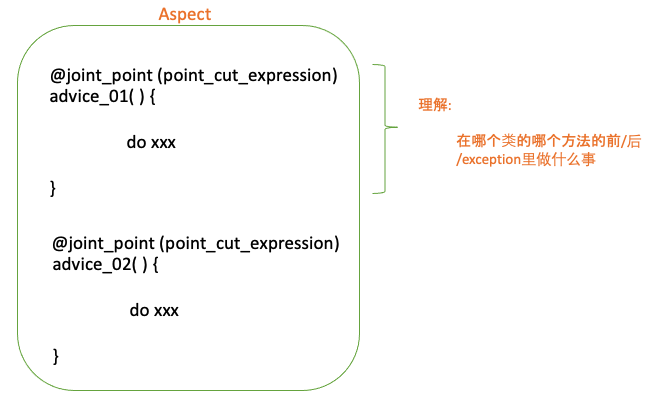 Aspect
@joint_point (point_cut_expression)
advice_01( ) {
do xxx
}
@joint_point (point_cut_expression)
advice_02( ) {
do xxx
}
理解:
在哪个类的哪个方法的前/后
/exception里做什么事